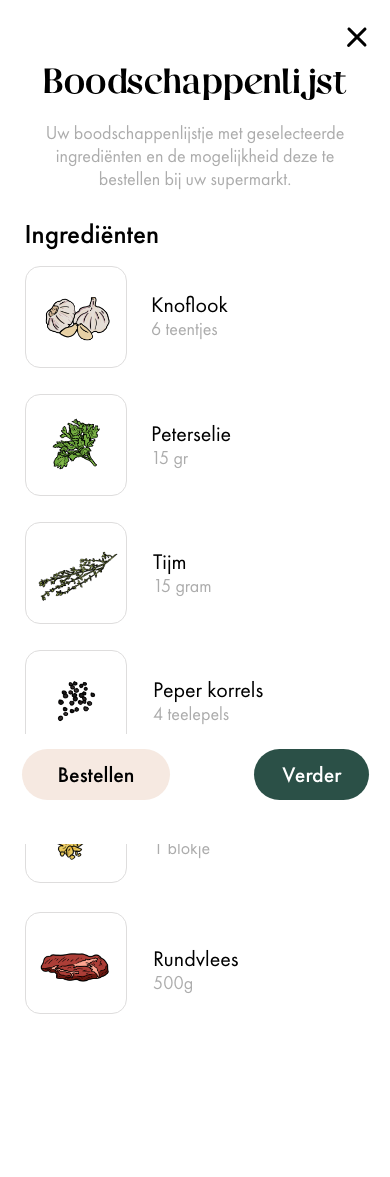 Boodschappenlijst
Uw boodschappenlijstje met geselecteerde
ingrediënten en de mogelijkheid deze te
bestellen bij uw supermarkt.
Ingrediënten
Knoflook
6 teentjes
Peterselie
15 gr
Tijm
15 gram
Peper korrels
4 teelepels
Bestellen
Verder
1 blokje
Rundvlees
500g